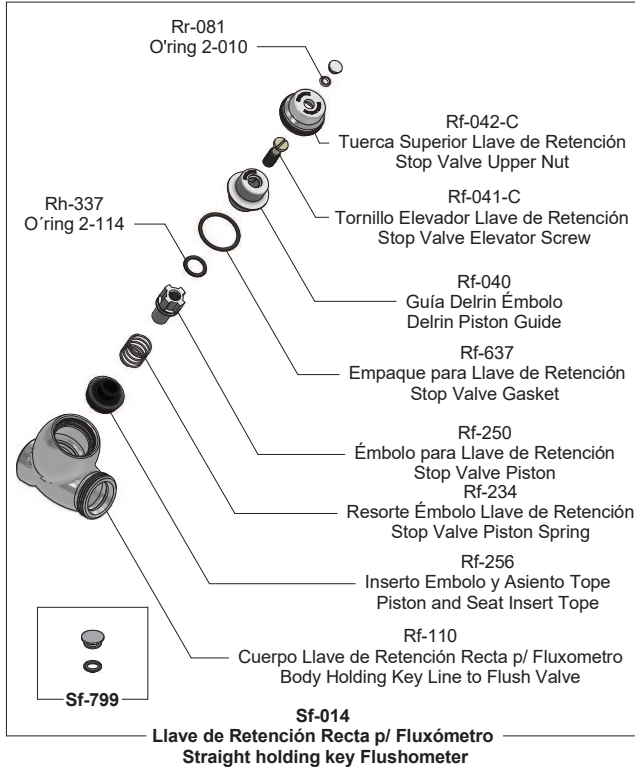 Rr-081
O'ring 2-010
Rf-042-C
Tuerca Superior Llave de Retención
Stop Valve Upper Nut
Rf-041-C
Tornillo Elevador Llave de Retención
Stop Valve Elevator Screw
Rh-337
O´ring 2-114
Rf-040
Guía Delrin Émbolo
Delrin Piston Guide
Rf-637
Empaque para Llave de Retención
Stop Valve Gasket
Rf-250
Émbolo para Llave de Retención
Stop Valve Piston
Rf-234
Resorte Émbolo Llave de Retención
Stop Valve Piston Spring
Rf-256
Inserto Embolo y Asiento Tope
Piston and Seat Insert Tope
Rf-110
Cuerpo Llave de Retención Recta p/ Fluxometro
Body Holding Key Line to Flush Valve
Sf-799
Sf-014
Llave de Retención Recta p/ Fluxómetro
Straight holding key Flushometer